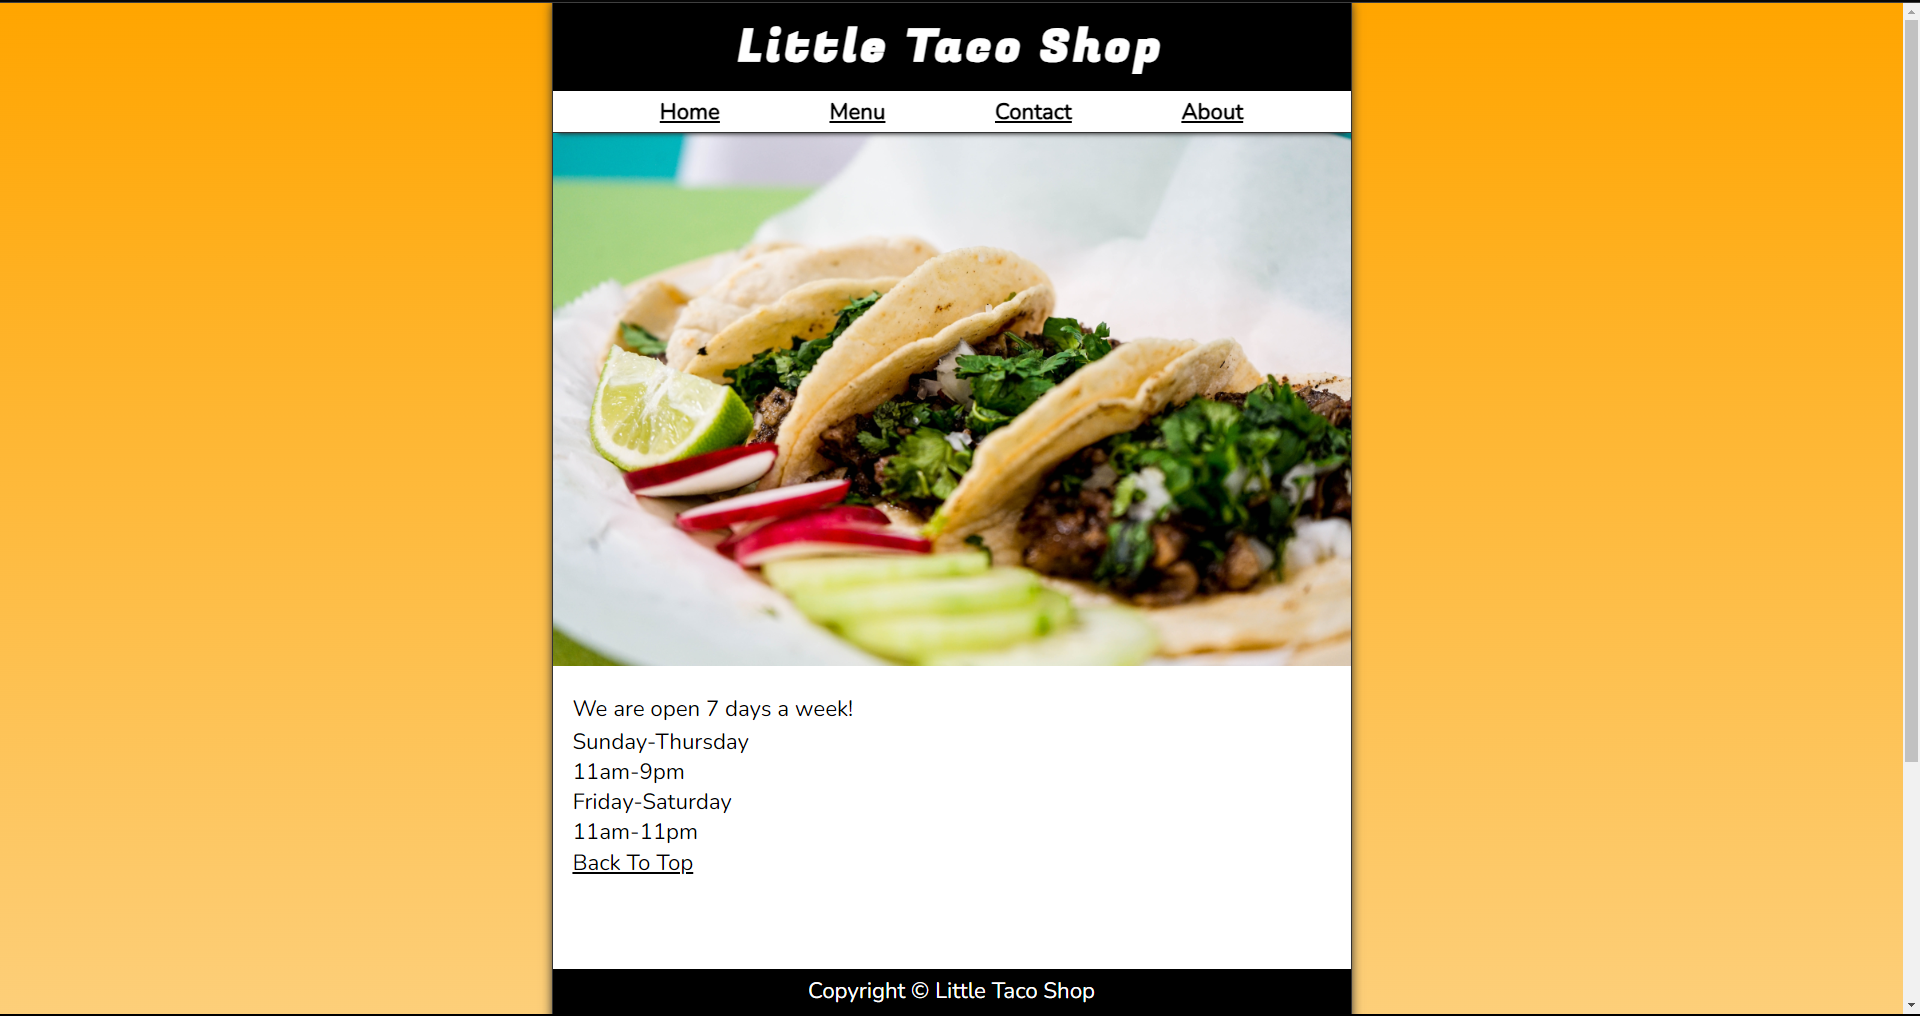 Little Taco Shop
Home Menu Contact About
We are open 7 days a week!
Sunday-Thursday
11am-9pm
Friday-Saturday
11am-11pm
Back To Top
Copyright © Little Taco Shop